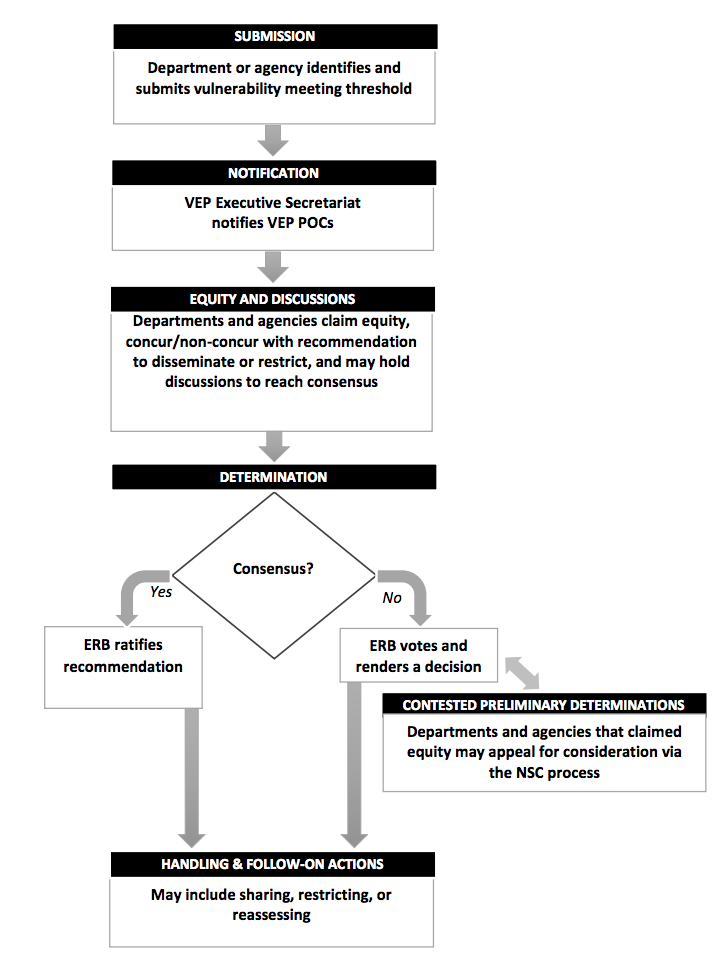 SUBMISSION
Department or agency identifies and
submits vulnerability meeting threshold
NOTIFICATION
VEP Executive Secretariat
notifies VEP POCs
EQUITY AND DISCUSSIONS
Departments and agencies claim equity,
concur/non-concur with recommendation
to disseminate or restrict, and may hold
discussions to reach consensus
DETERMINATION
Consensus?
Yes
No
ERB ratifies
recommendation
ERB votes and
renders a decision
CONTESTED PRELIMINARY DETERMINATIONS
Departments and agencies that claimed
equity may appeal for consideration via
the NSC process
HANDLING & FOLLOW-ON ACTIONS
May include sharing, restricting, or
reassessing